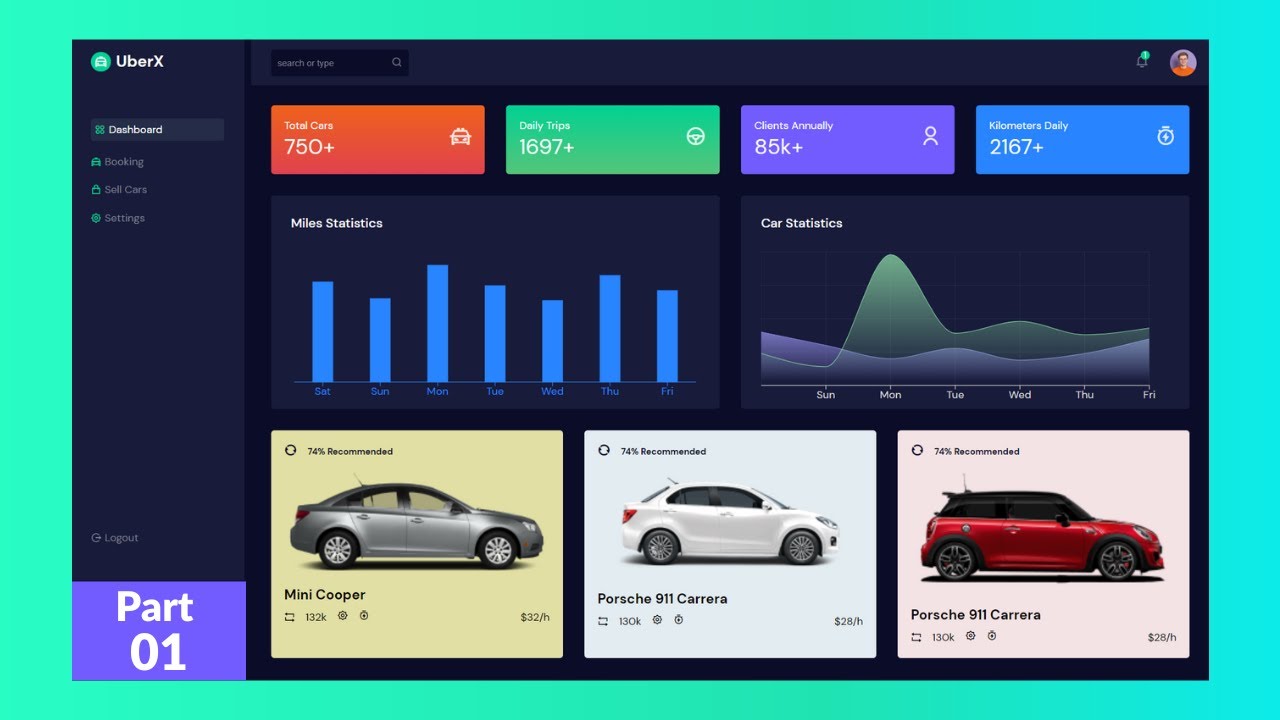 UberX
search or type
1
Dashboard
Booking
Sell Cars
Settings
Logout
Part
01
Total Cars
750+
Daily Trips
1697+
Clients Annually
85k+
Kilometers Daily
2167+
Miles Statistics
Sat Sun Mon Tue Wed Thu Fri
Car Statistics
Sun Mon Tue Wed Thu Fri
74% Recommended
Mini Cooper
132k $32/h
74% Recommended
Porsche 911 Carrera
130k $28/h
74% Recommended
Porsche 911 Carrera
130k $28/h